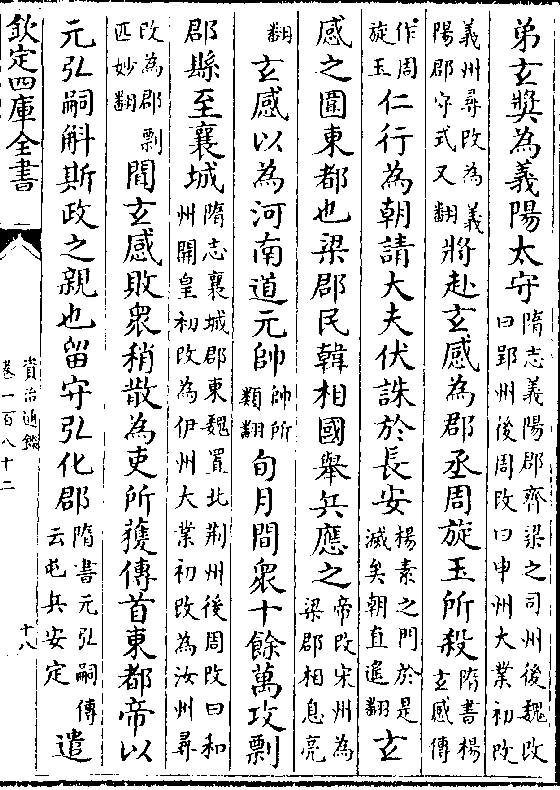 弟玄奬為義陽太守隋志義陽郡齊梁之司州後魏改曰郢州後周改曰申州大業初改
義州尋改為義陽郡守式又翻將赴玄感為郡丞周旋玉所殺隋書楊玄感傳
作周旋玉仁行為朝請大夫伏誅於長安楊素之門於是滅矣朝直遥翻玄
感之圍東都也梁郡民韓相國舉兵應之帝改宋州為梁郡相息亮
翻玄感以為河南道元帥帥所類翻旬月間衆十餘萬攻剽
郡縣至襄城隋志襄城郡東魏置北荆州後周改曰和州開皇初改為伊州大業初改為汝州尋
改為郡剽匹妙翻聞玄感敗衆稍散為吏所獲傳首東都帝以
元弘嗣斛斯政之親也留守弘化郡隋書元弘嗣傳云屯兵安定遣
欽定四庫全書
資治通鑑
卷一百八十二
十八